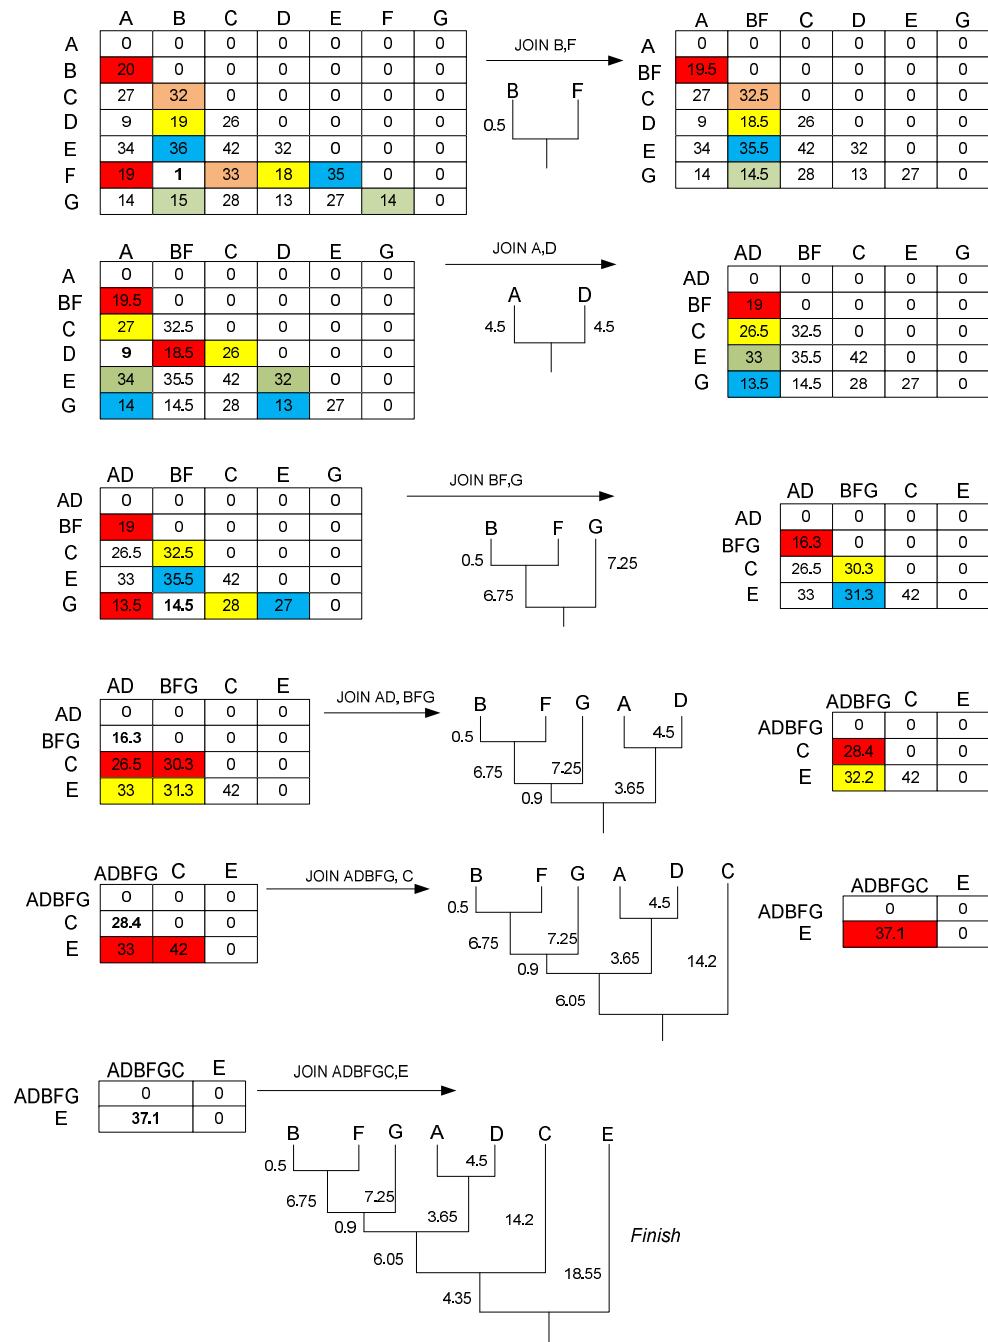 A B C D E F G
A 0 0 0 0 0 0 0
B 20 0 0 0 0 0 0
C 27 32 0 0 0 0 0
D 9 19 26 0 0 0 0
E 34 36 42 32 0 0 0
F 19 1 33 18 35 0 0
G 14 15 28 13 27 14 0
JOIN B,F
B F
0.5
A BF C D E G
A 0 0 0 0 0 0
BF 19.5 0 0 0 0 0
C 27 32.5 0 0 0 0
D 9 18.5 26 0 0 0
E 34 35.5 42 32 0 0
G 14 14.5 28 13 27 0
A BF C D E G
A 0 0 0 0 0 0
BF 19.5 0 0 0 0 0
C 27 32.5 0 0 0 0
D 9 18.5 26 0 0 0
E 34 35.5 42 32 0 0
G 14 14.5 28 13 27 0
JOIN A,D
A D
4.5 4.5
AD BF C E G
AD 0 0 0 0 0
BF 19 0 0 0 0
C 26.5 32.5 0 0 0
E 33 35.5 42 0 0
G 13.5 14.5 28 27 0
AD BF C E G
AD 0 0 0 0 0
BF 19 0 0 0 0
C 26.5 32.5 0 0 0
E 33 35.5 42 0 0
G 13.5 14.5 28 27 0
JOIN BF,G
B F G
0.5 7.25
6.75
AD BFG C E
AD 0 0 0 0
BFG 16.3 0 0 0
C 26.5 30.3 0 0
E 33 31.3 42 0
AD BFG C E
AD 0 0 0 0
BFG 16.3 0 0 0
C 26.5 30.3 0 0
E 33 31.3 42 0
JOIN AD, BFG
B F G A D
0.5 4.5
6.75 7.25
0.9 3.65
ADBFG C E
ADBFG 0 0 0
C 28.4 0 0
E 32.2 42 0
ADBFG C E
ADBFG 0 0 0
C 28.4 0 0
E 33 42 0
JOIN ADBFG, C
B F G A D C
0.5 4.5
6.75 7.25
0.9 3.65 14.2
6.05
ADBFGC E
ADBFG 0 0
E 37.1 0
ADBFGC E
ADBFG 0 0
E 37.1 0
JOIN ADBFGC,E
B F G A D C E
0.5 4.5
6.75 7.25
0.9 3.65 14.2
Finish
6.05 18.55
4.35